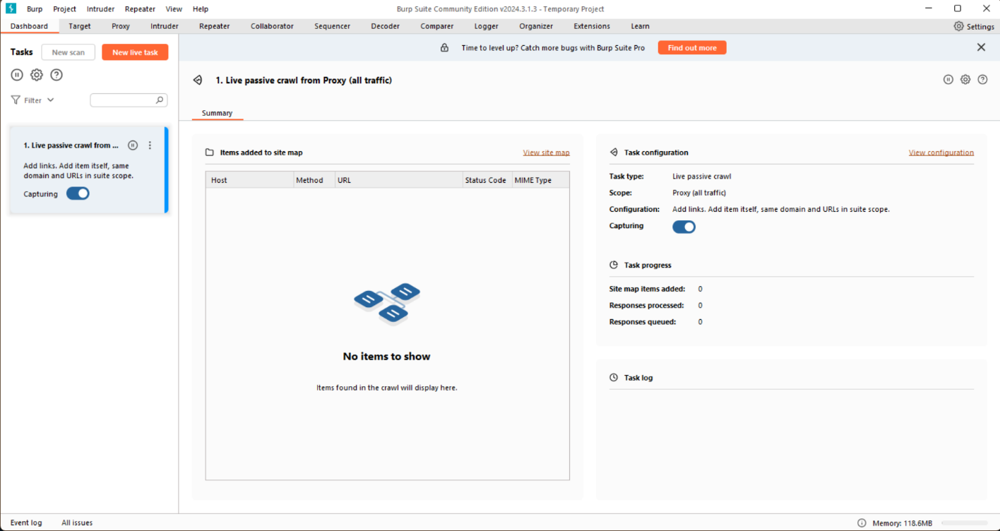 Burp Project Intruder Repeater View Help
Burp Suite Community Edition v2024.3.1.3 - Temporary Project
Dashboard Target Proxy Intruder Repeater Collaborator Sequencer Decoder Comparer Logger Organizer Extensions Learn
Settings
Tasks
New scan
New live task
Time to level up? Catch more bugs with Burp Suite Pro
Find out more
Filter
1. Live passive crawl from ...
Add links. Add item itself, same
domain and URLs in suite scope.
Capturing
1. Live passive crawl from Proxy (all traffic)
Summary
Items added to site map
View site map
Host Method URL Status Code MIME Type
No items to show
Items found in the crawl will display here.
Task configuration
View configuration
Task type: Live passive crawl
Scope: Proxy (all traffic)
Configuration: Add links. Add item itself, same domain and URLs in suite scope.
Capturing
Task progress
Site map items added: 0
Responses processed: 0
Responses queued: 0
Task log
Event log All issues
Memory: 118.6MB